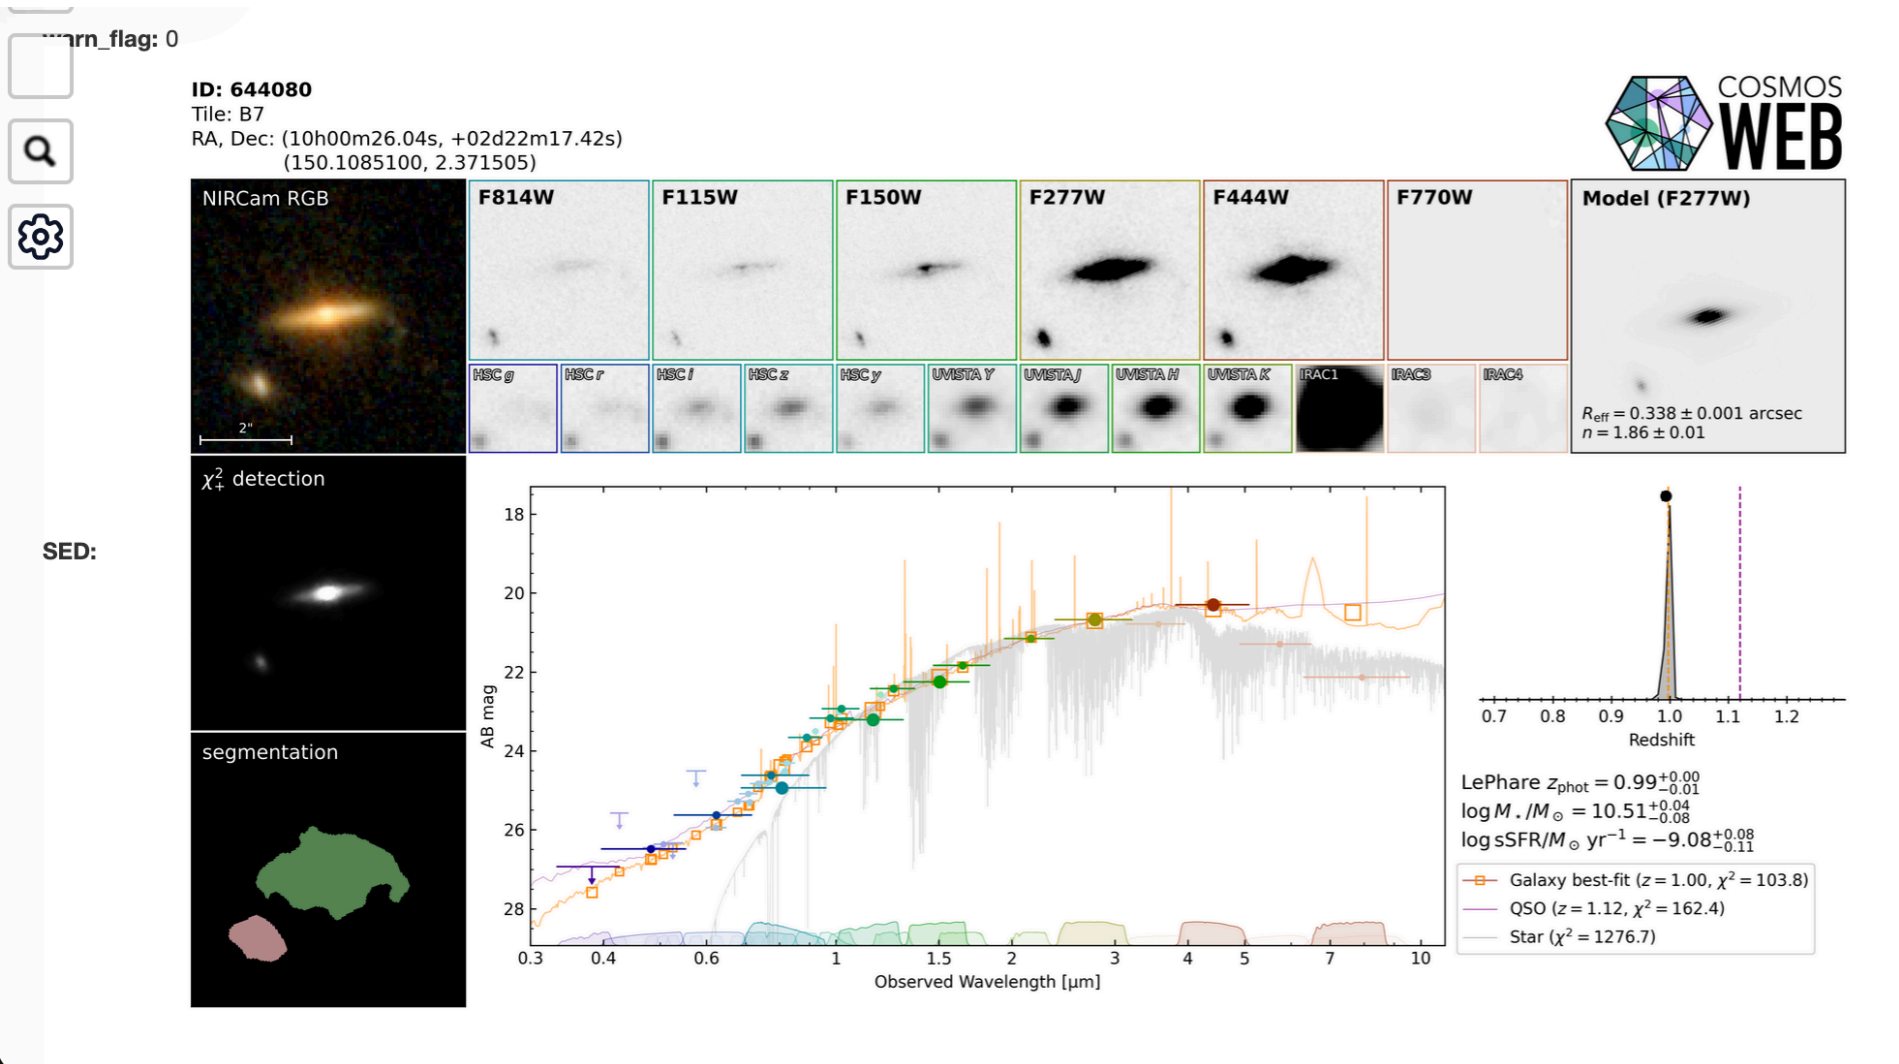 warn_flag: 0
ID: 644080
Tile: B7
RA, Dec: (10h00m26.04s, +02d22m17.42s)
(150.1085100, 2.371505)
COSMOS
WEB
NIRCam RGB
2"
F814W
F115W
F150W
F277W
F444W
F770W
Model (F277W)
R_eff = 0.338 ± 0.001 arcsec
n = 1.86 ± 0.01
HSC g
HSC r
HSC i
HSC z
HSC y
UVISTA Y
UVISTA J
UVISTA H
UVISTA K
IRAC1
IRAC3
IRAC4
χ²₊ detection
SED:
segmentation
18
20
22
24
26
28
AB mag
0.3 0.4 0.6 1 1.5 2 3 4 5 7 10
Observed Wavelength [μm]
0.7 0.8 0.9 1.0 1.1 1.2
Redshift
LePhare z_phot = 0.99 +0.00 −0.01
log M⋆/M⊙ = 10.51 +0.04 −0.08
log sSFR/M⊙ yr⁻¹ = −9.08 +0.08 −0.11
Galaxy best-fit (z = 1.00, χ² = 103.8)
QSO (z = 1.12, χ² = 162.4)
Star (χ² = 1276.7)